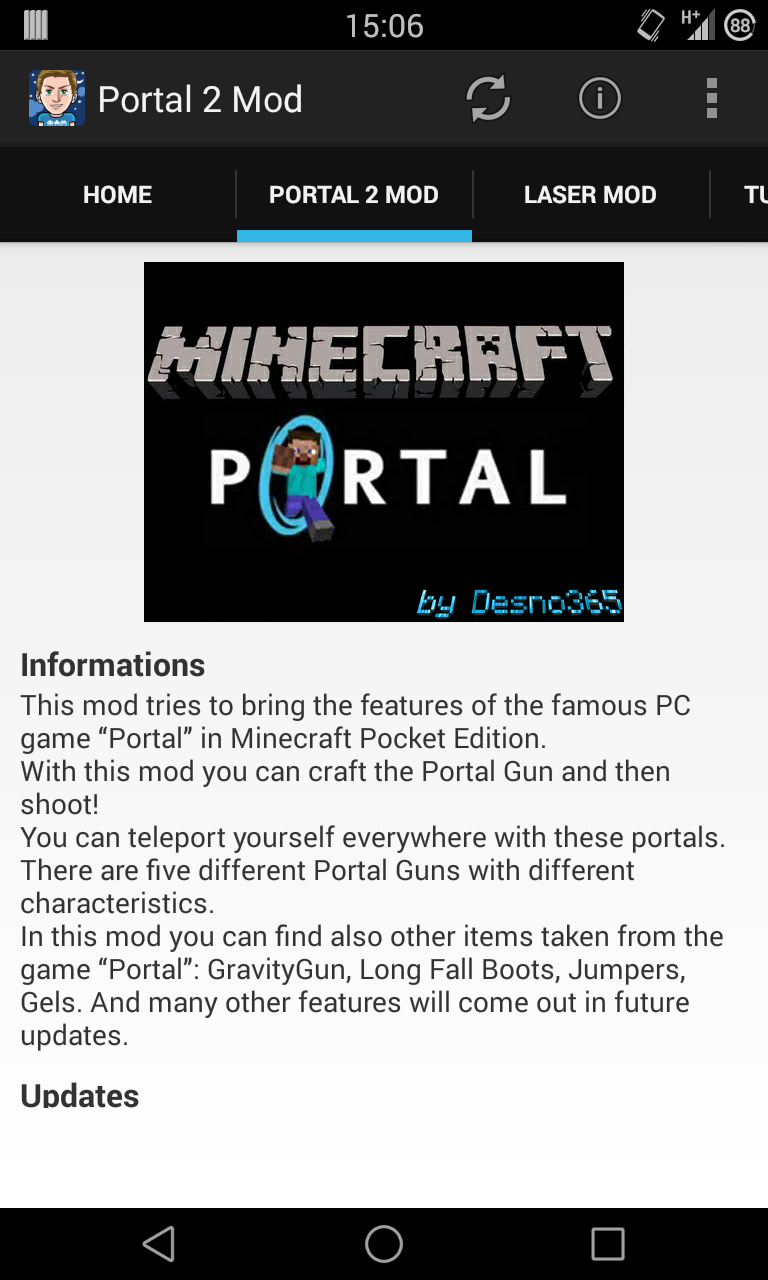 15:06
H+
88
Portal 2 Mod
HOME
PORTAL 2 MOD
LASER MOD
TU
MINECRAFT
PORTAL
by Desno365
Informations
This mod tries to bring the features of the famous PC
game “Portal” in Minecraft Pocket Edition.
With this mod you can craft the Portal Gun and then
shoot!
You can teleport yourself everywhere with these portals.
There are five different Portal Guns with different
characteristics.
In this mod you can find also other items taken from the
game “Portal”: GravityGun, Long Fall Boots, Jumpers,
Gels. And many other features will come out in future
updates.
Updates